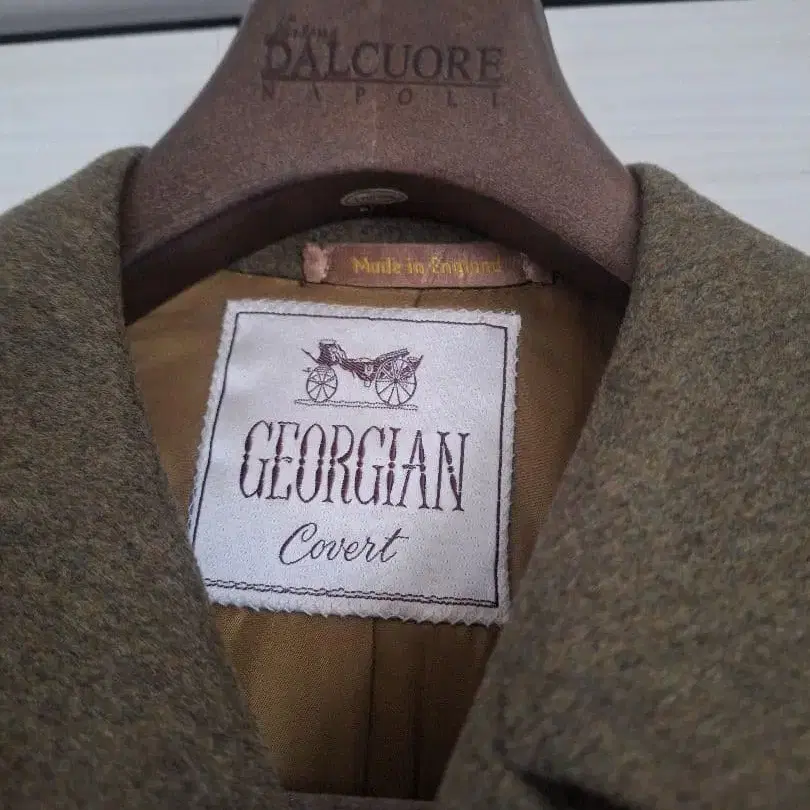 DALCUORE
NAPOLI
Made in England
GEORGIAN
Covert